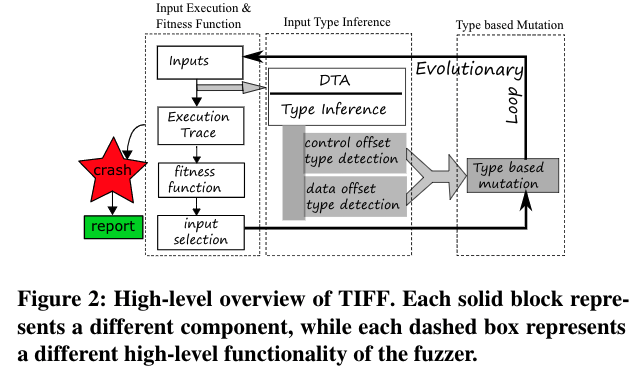 Input Execution &
Fitness Function
Input Type Inference
Type based Mutation
Inputs
DTA
Type Inference
Evolutionary
Loop
Execution
Trace
control offset
type detection
crash
fitness
function
Type based
mutation
data offset
type detection
report
input
selection
Figure 2: High-level overview of TIFF. Each solid block repre-
sents a different component, while each dashed box represents
a different high-level functionality of the fuzzer.